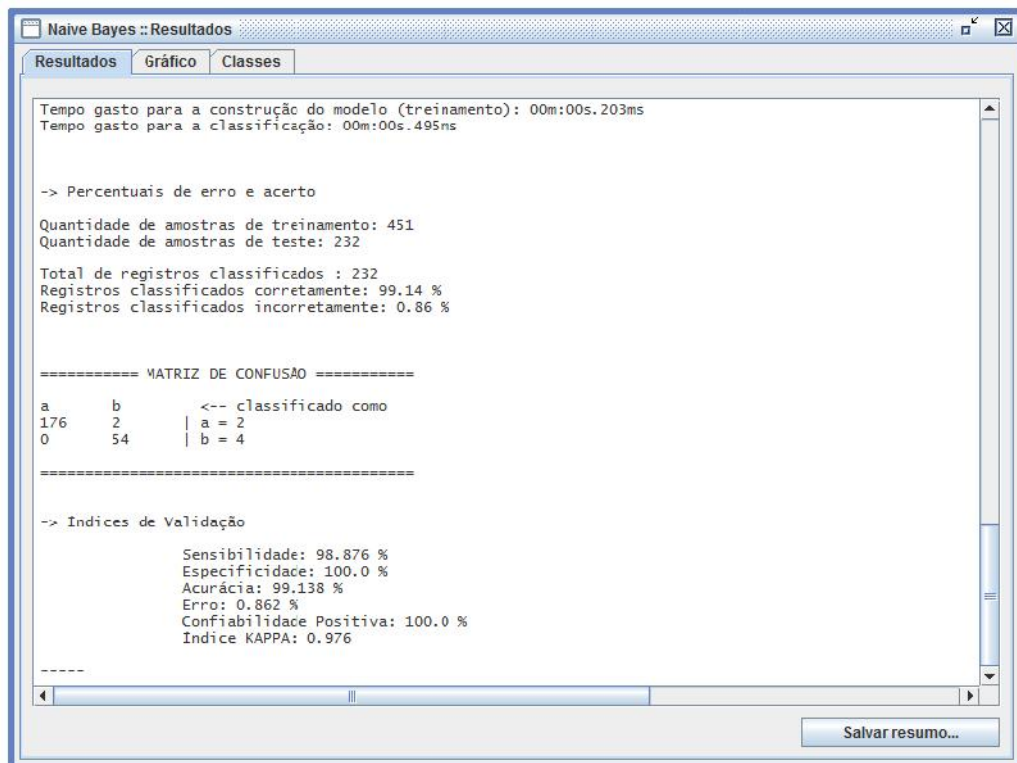 Naive Bayes :: Resultados
Resultados Gráfico Classes
Tempo gasto para a construção do modelo (treinamento): 00m:00s.203ms
Tempo gasto para a classificação: 00m:00s.495ms
-> Percentuais de erro e acerto
Quantidade de amostras de treinamento: 451
Quantidade de amostras de teste: 232
Total de registros classificados : 232
Registros classificados corretamente: 99.14 %
Registros classificados incorretamente: 0.86 %
=========== MATRIZ DE CONFUSÃO ===========
a b <-- classificado como
176 2 | a = 2
0 54 | b = 4
==========================================
-> Índices de Validação
Sensibilidade: 98.876 %
Especificidade: 100.0 %
Acurácia: 99.138 %
Erro: 0.862 %
Confiabilidade Positiva: 100.0 %
Índice KAPPA: 0.976
-----
Salvar resumo...